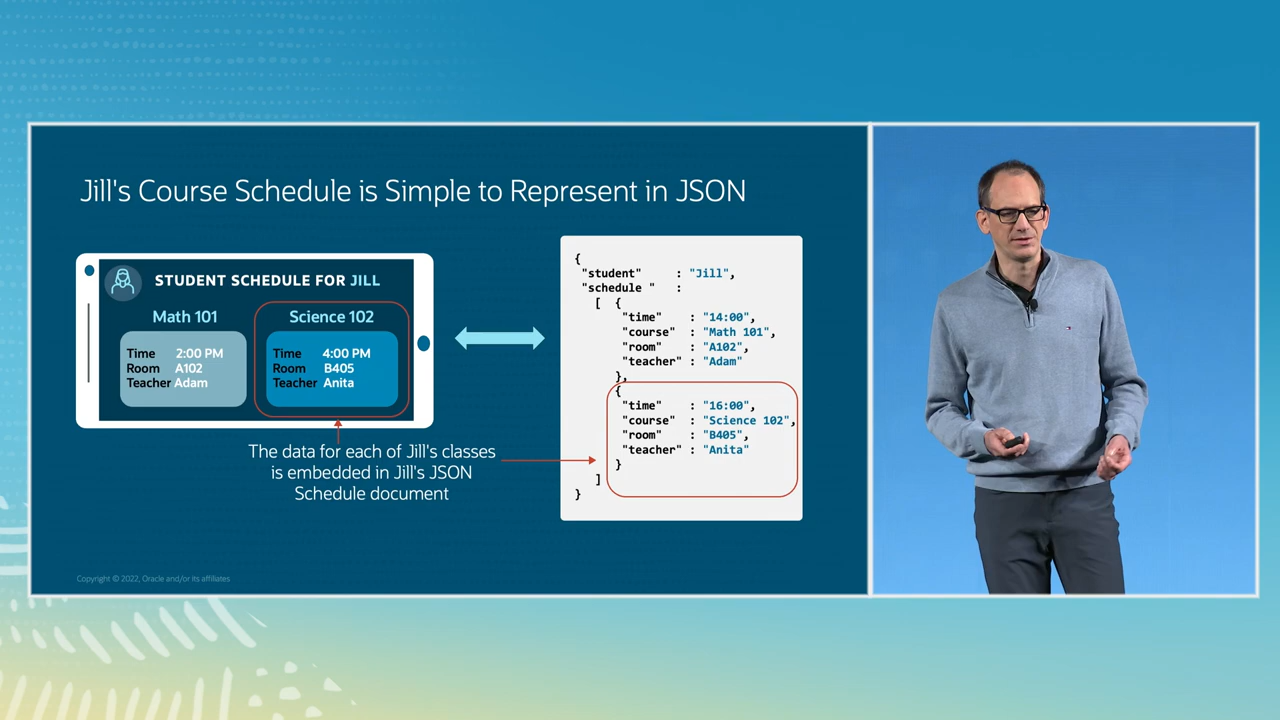 Jill's Course Schedule is Simple to Represent in JSON
STUDENT SCHEDULE FOR JILL
Math 101
Time 2:00 PM
Room A102
Teacher Adam
Science 102
Time 4:00 PM
Room B405
Teacher Anita
The data for each of Jill's classes
is embedded in Jill's JSON
Schedule document
{
"student" : "Jill",
"schedule " :
[ {
"time" : "14:00",
"course" : "Math 101",
"room" : "A102",
"teacher" : "Adam"
},
{
"time" : "16:00",
"course" : "Science 102",
"room" : "B405",
"teacher" : "Anita"
}
]
}
Copyright © 2022, Oracle and/or its affiliates